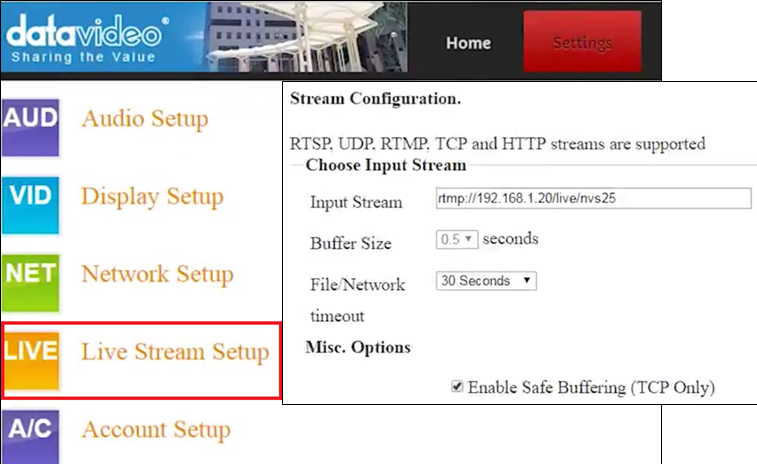 datavideo®
Sharing the Value
Home
Settings
AUD
Audio Setup
VID
Display Setup
NET
Network Setup
LIVE
Live Stream Setup
A/C
Account Setup
Stream Configuration.
RTSP, UDP, RTMP, TCP and HTTP streams are supported
Choose Input Stream
Input Stream
rtmp://192.168.1.20/live/nvs25
Buffer Size
0.5 seconds
File/Network
timeout
30 Seconds
Misc. Options
Enable Safe Buffering (TCP Only)